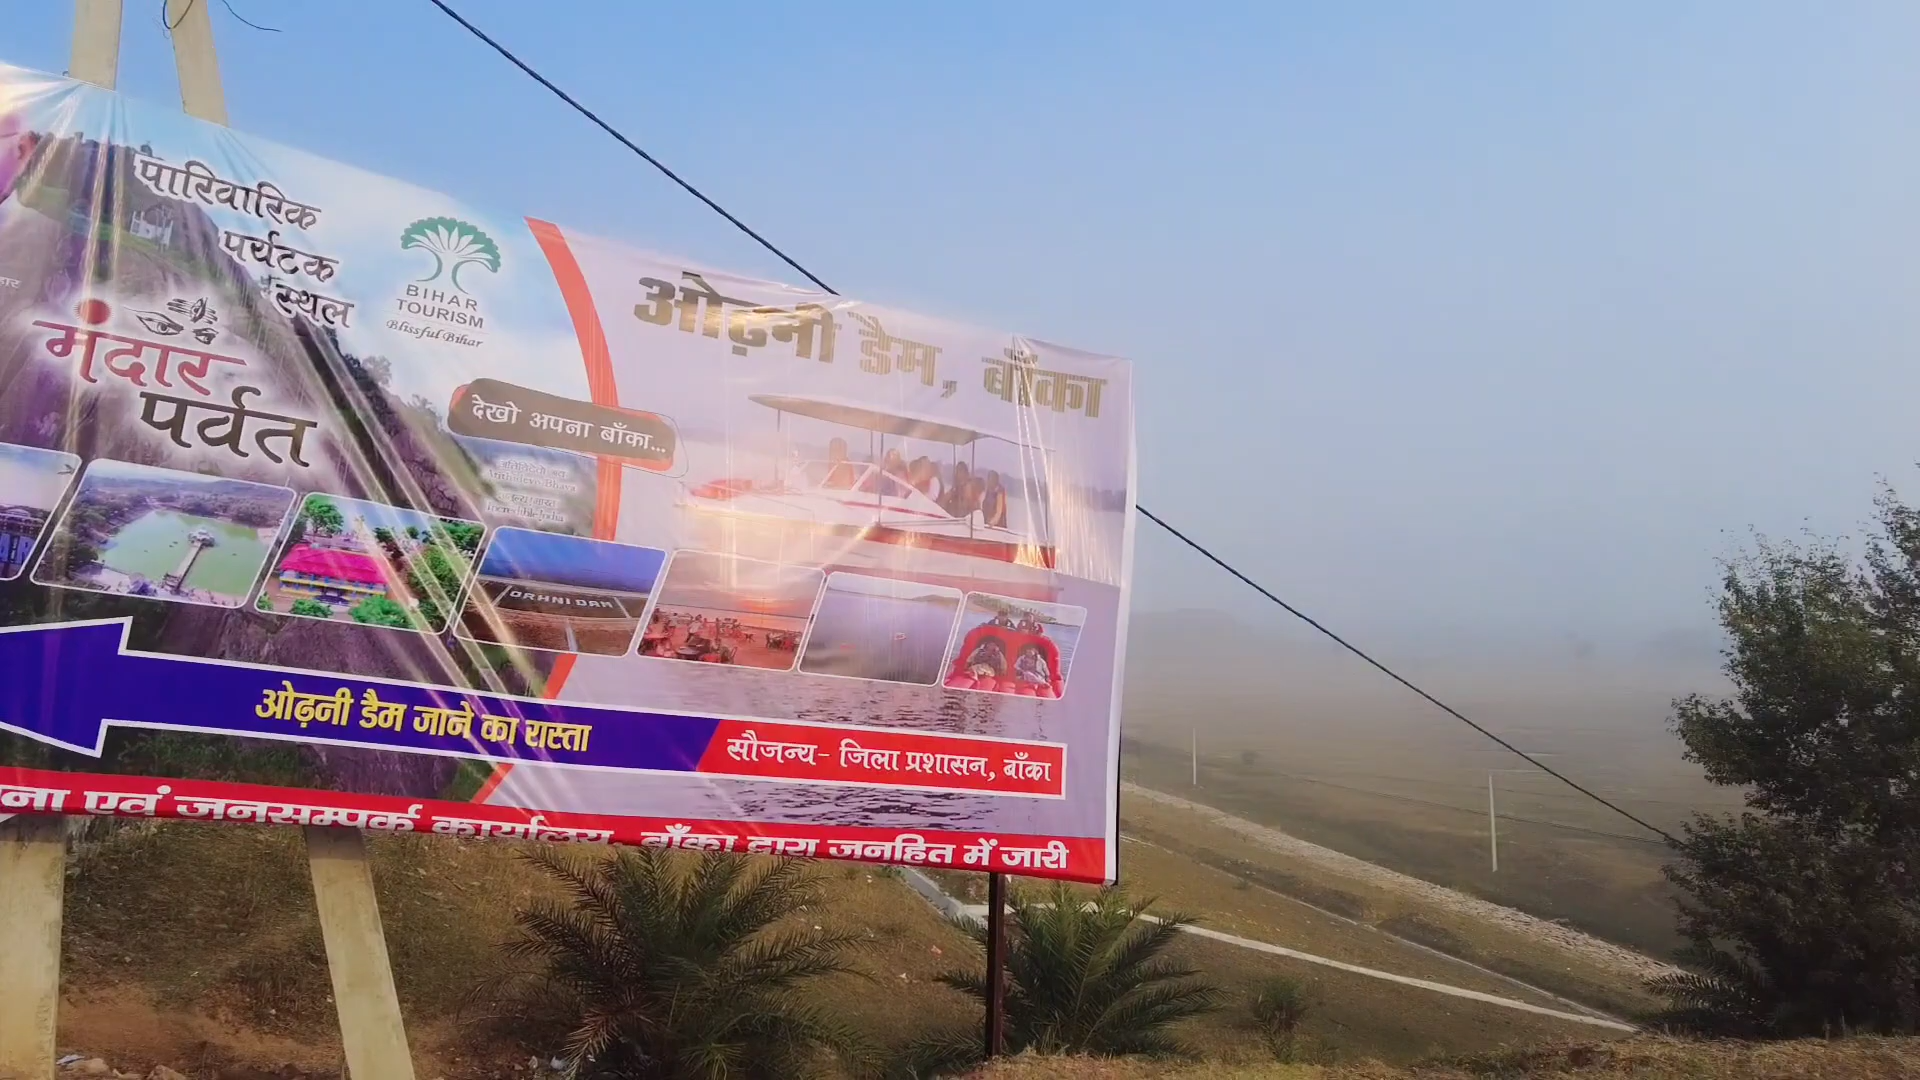 पारिवारिक
पर्यटक
स्थल
मंदार
पर्वत
BIHAR
TOURISM
Blissful Bihar
ओढ़नी डैम, बाँका
देखो अपना बाँका...
ORHNI DAM
ओढ़नी डैम जाने का रास्ता
सौजन्य- जिला प्रशासन, बाँका
एवं जनसम्पर्क कार्यालय, बाँका द्वारा जनहित में जारी